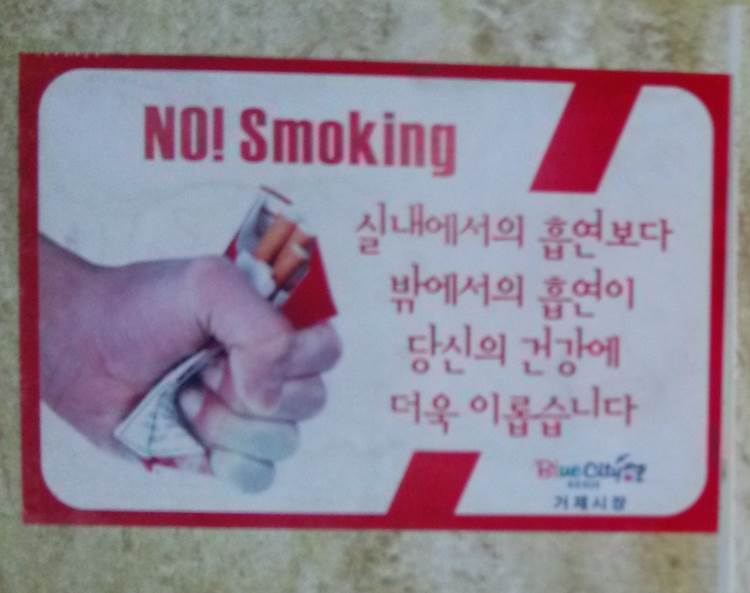 NO! Smoking
실내에서의 흡연보다
밖에서의 흡연이
당신의 건강에
더욱 이롭습니다
Blue City
거제시장